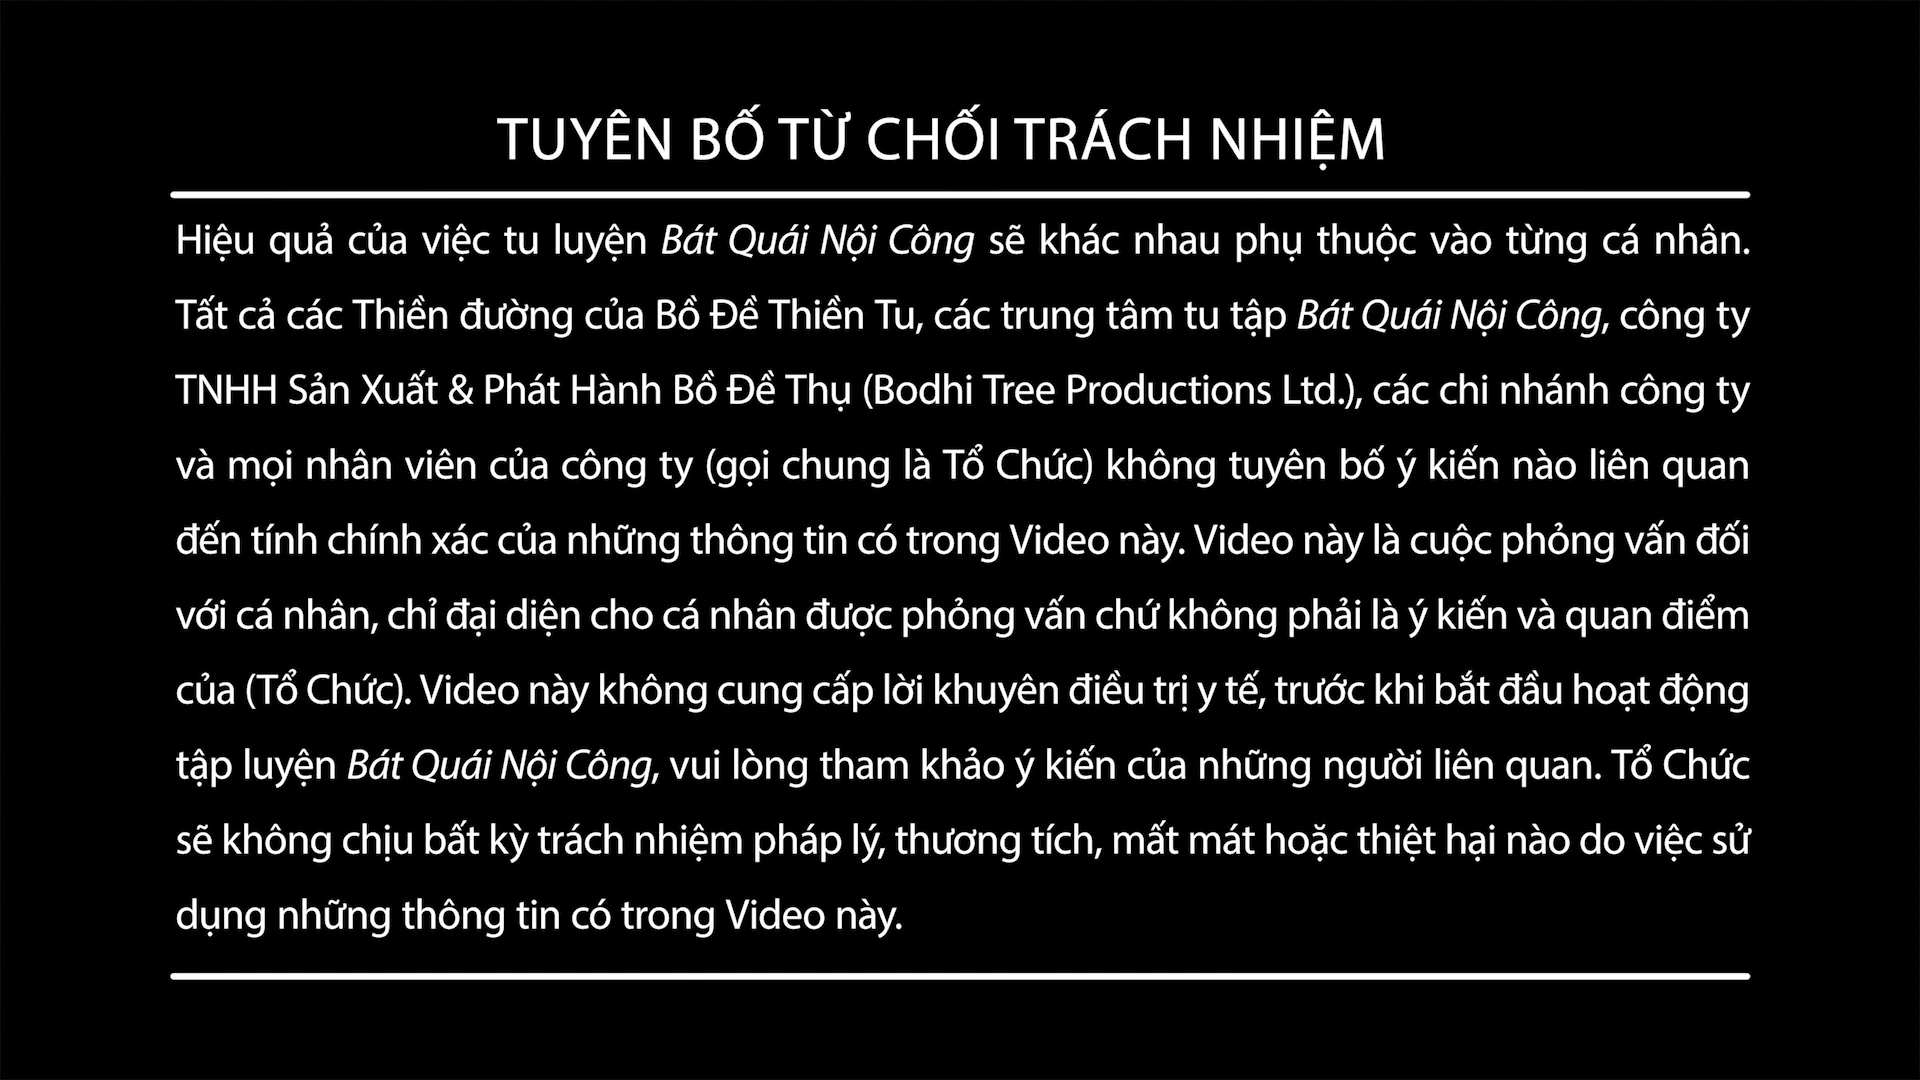 TUYÊN BỐ TỪ CHỐI TRÁCH NHIỆM
Hiệu quả của việc tu luyện Bát Quái Nội Công sẽ khác nhau phụ thuộc vào từng cá nhân.
Tất cả các Thiền đường của Bồ Đề Thiền Tu, các trung tâm tu tập Bát Quái Nội Công, công ty
TNHH Sản Xuất & Phát Hành Bồ Đề Thụ (Bodhi Tree Productions Ltd.), các chi nhánh công ty
và mọi nhân viên của công ty (gọi chung là Tổ Chức) không tuyên bố ý kiến nào liên quan
đến tính chính xác của những thông tin có trong Video này. Video này là cuộc phỏng vấn đối
với cá nhân, chỉ đại diện cho cá nhân được phỏng vấn chứ không phải là ý kiến và quan điểm
của (Tổ Chức). Video này không cung cấp lời khuyên điều trị y tế, trước khi bắt đầu hoạt động
tập luyện Bát Quái Nội Công, vui lòng tham khảo ý kiến của những người liên quan. Tổ Chức
sẽ không chịu bất kỳ trách nhiệm pháp lý, thương tích, mất mát hoặc thiệt hại nào do việc sử
dụng những thông tin có trong Video này.